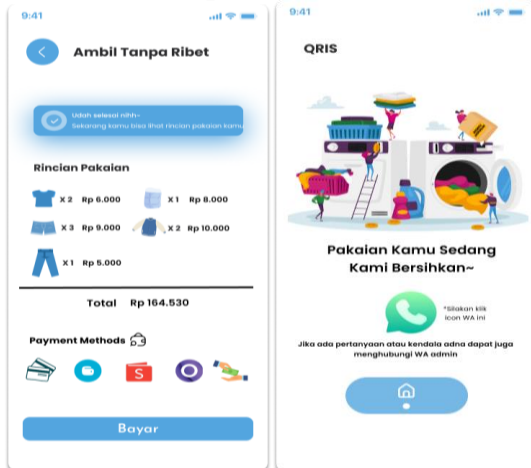 9:41
Ambil Tanpa Ribet
Udah selesai nihh~
Sekarang kamu bisa lihat rincian pakaian kamu
Rincian Pakaian
X 2 Rp 6.000
X 1 Rp 8.000
X 3 Rp 9.000
X 2 Rp 10.000
X 1 Rp 5.000
Total Rp 164.530
Payment Methods
S
Bayar
9:41
QRIS
Pakaian Kamu Sedang
Kami Bersihkan~
*Silakan klik
icon WA ini
Jika ada pertanyaan atau kendala adna dapat juga
menghubungi WA admin